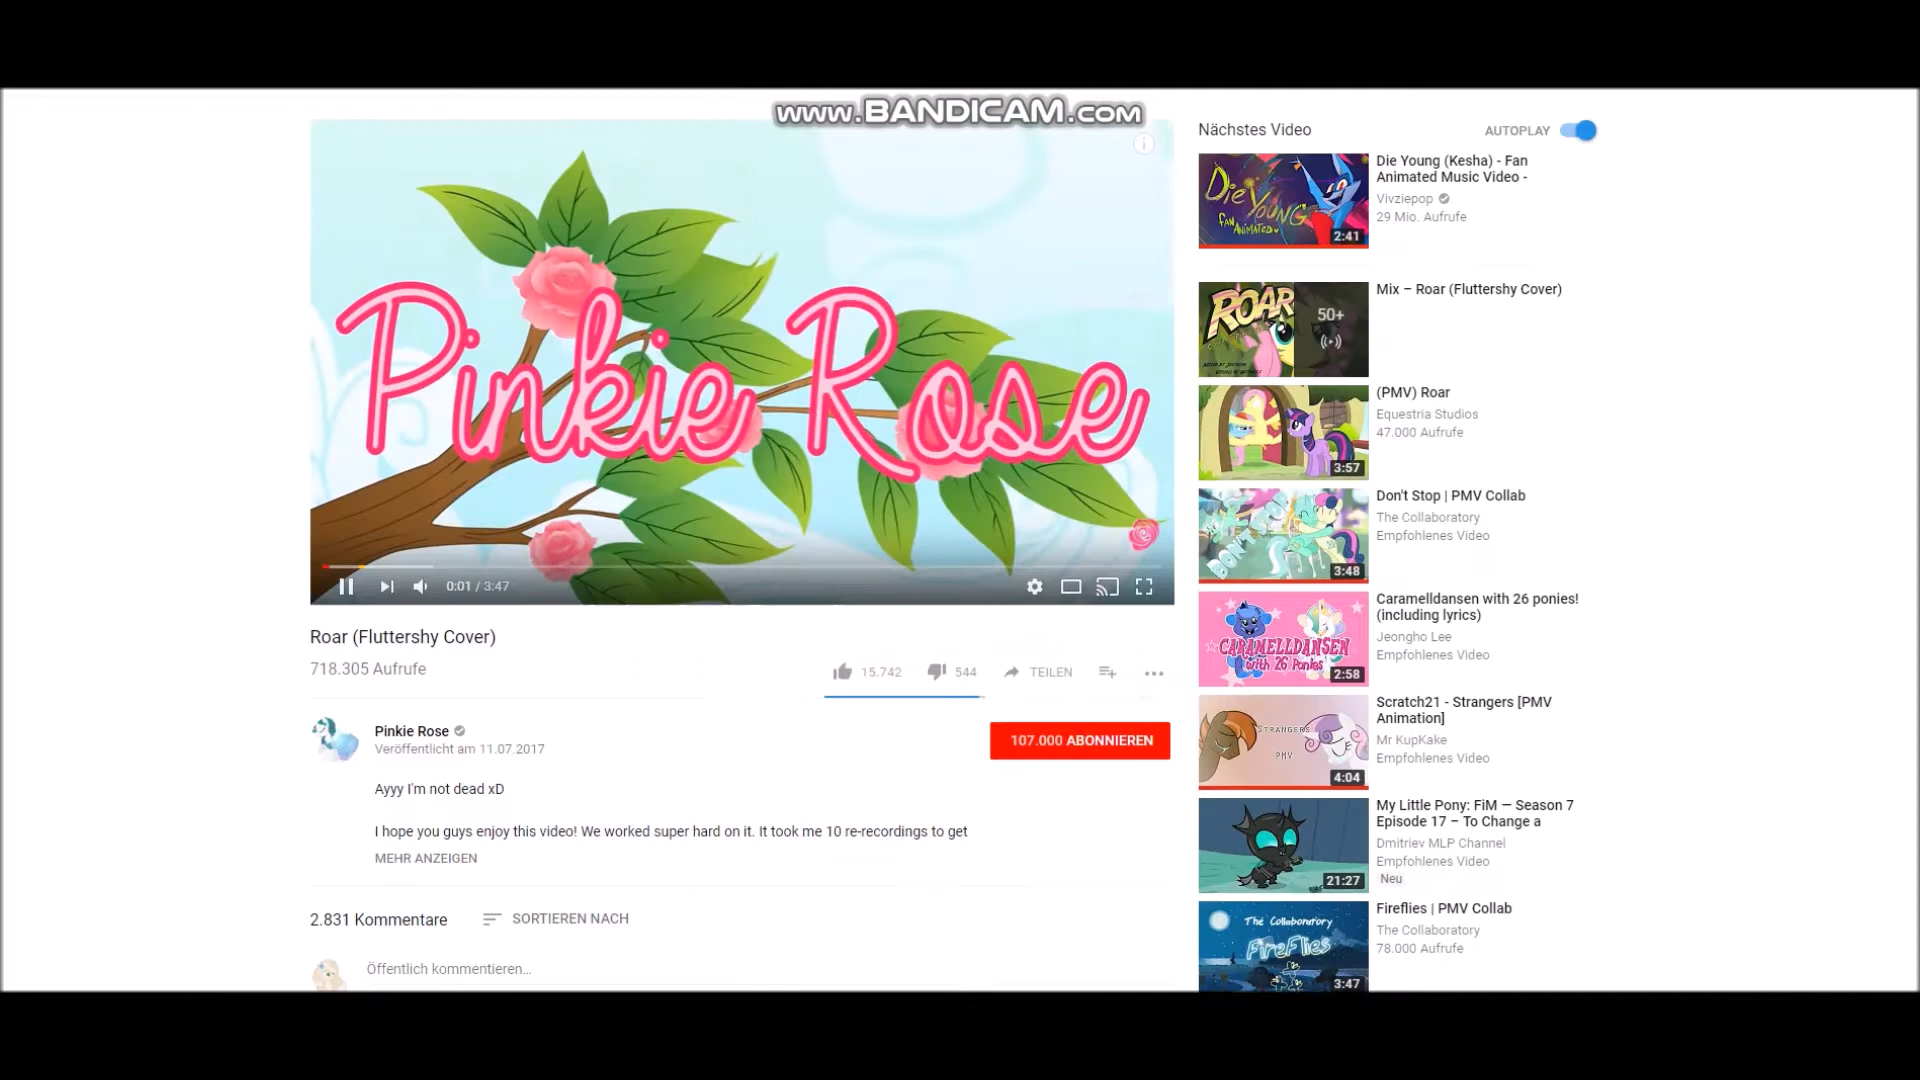 www.BANDICAM.com
Pinkie Rose
0:01 / 3:47
Roar (Fluttershy Cover)
718.305 Aufrufe
15.742
544
TEILEN
Pinkie Rose
Veröffentlicht am 11.07.2017
107.000 ABONNIEREN
Ayyy I'm not dead xD
I hope you guys enjoy this video! We worked super hard on it. It took me 10 re-recordings to get
MEHR ANZEIGEN
2.831 Kommentare
SORTIEREN NACH
Öffentlich kommentieren...
Nächstes Video
AUTOPLAY
Die Young
Fan Animated
2:41
Die Young (Kesha) - Fan
Animated Music Video -
Vivziepop
29 Mio. Aufrufe
ROAR
50+
Mix – Roar (Fluttershy Cover)
3:57
(PMV) Roar
Equestria Studios
47.000 Aufrufe
DON'T
3:48
Don't Stop | PMV Collab
The Collaboratory
Empfohlenes Video
CARAMELLDANSEN
with 26 Ponies
2:58
Caramelldansen with 26 ponies!
(including lyrics)
Jeongho Lee
Empfohlenes Video
STRANGERS
PMV
4:04
Scratch21 - Strangers [PMV
Animation]
Mr KupKake
Empfohlenes Video
21:27
My Little Pony: FiM — Season 7
Episode 17 – To Change a
Dmitriev MLP Channel
Empfohlenes Video
Neu
The Collaboratory
FireFlies
3:47
Fireflies | PMV Collab
The Collaboratory
78.000 Aufrufe